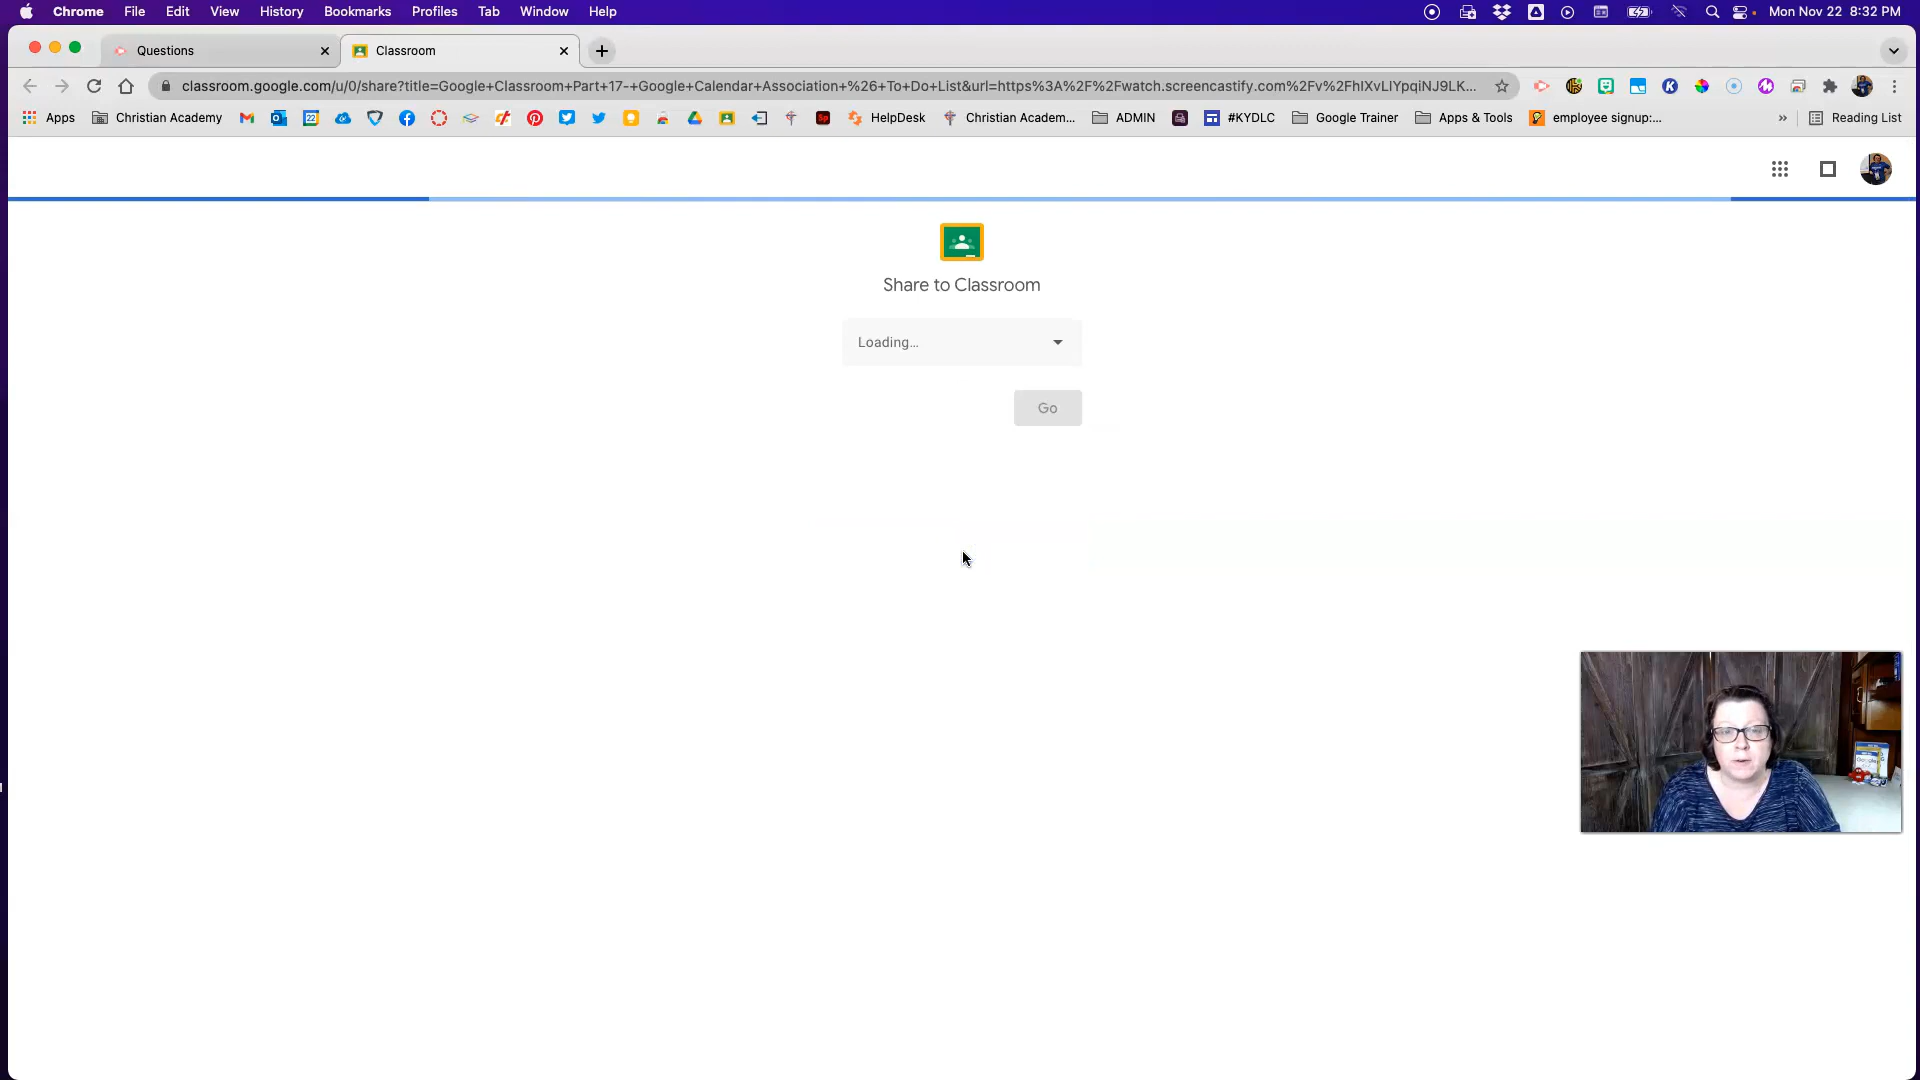 Chrome File Edit View History Bookmarks Profiles Tab Window Help Mon Nov 22 8:32 PM
Questions Classroom
classroom.google.com/u/0/share?title=Google+Classroom+Part+17-+Google+Calendar+Association+%26+To+Do+List&url=https%3A%2F%2Fwatch.screencastify.com%2Fv%2FhIXvLIYpqiNJ9LK...
Apps Christian Academy HelpDesk Christian Academ... ADMIN #KYDLC Google Trainer Apps & Tools employee signup:... » Reading List
Share to Classroom
Loading...
Go